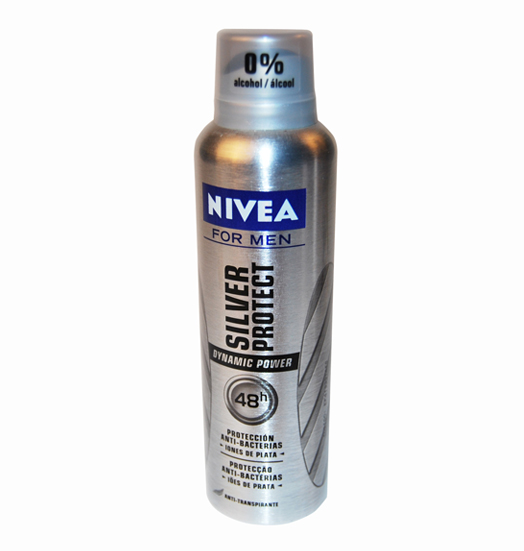 0%
alcohol / álcool
NIVEA
FOR MEN
SILVER
PROTECT
DYNAMIC POWER
48h
PROTECCIÓN
ANTI-BACTERIAS
IONES DE PLATA
PROTECÇÃO
ANTI-BACTÉRIAS
IÕES DE PRATA
ANTI-TRANSPIRANTE